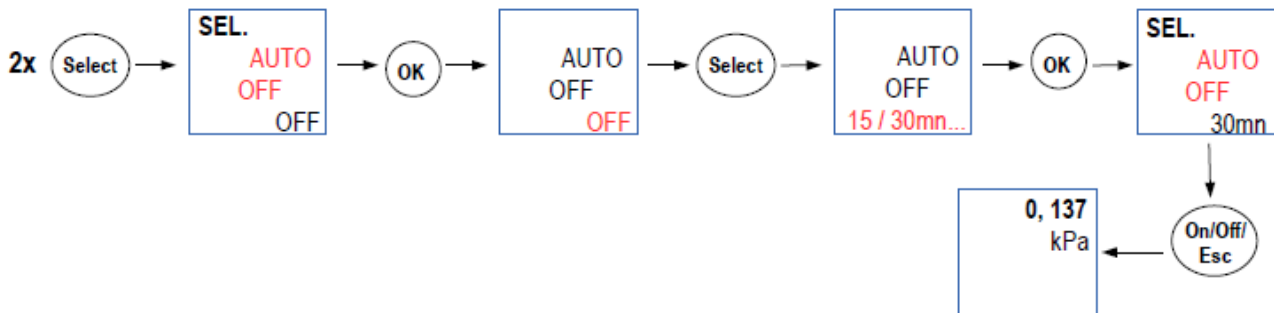 2x
Select
SEL.
AUTO
OFF
OFF
OK
AUTO
OFF
OFF
Select
AUTO
OFF
15 / 30mn...
OK
SEL.
AUTO
OFF
30mn
On/Off/
Esc
0, 137
kPa